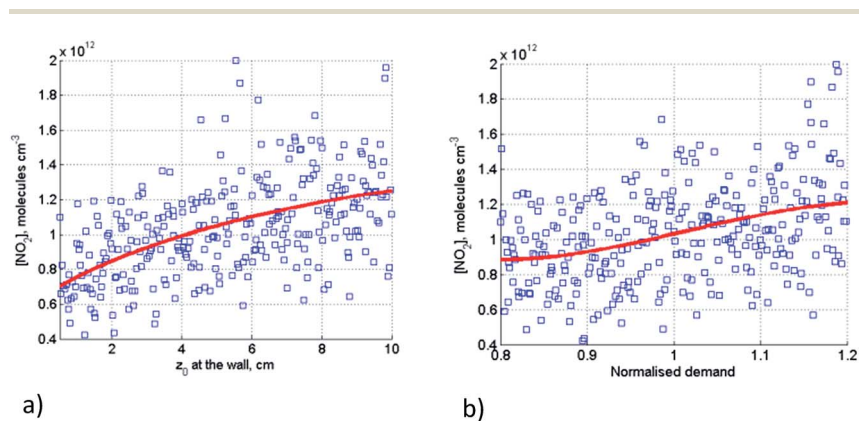 x 10^12
2
1.8
1.6
1.4
1.2
1
0.8
0.6
0.4
[NO2], molecules cm^-3
2 4 6 8 10
z0 at the wall, cm
a)
x 10^12
2
1.8
1.6
1.4
1.2
1
0.8
0.6
0.4
[NO2], molecules cm^-3
0.8 0.9 1 1.1 1.2
Normalised demand
b)